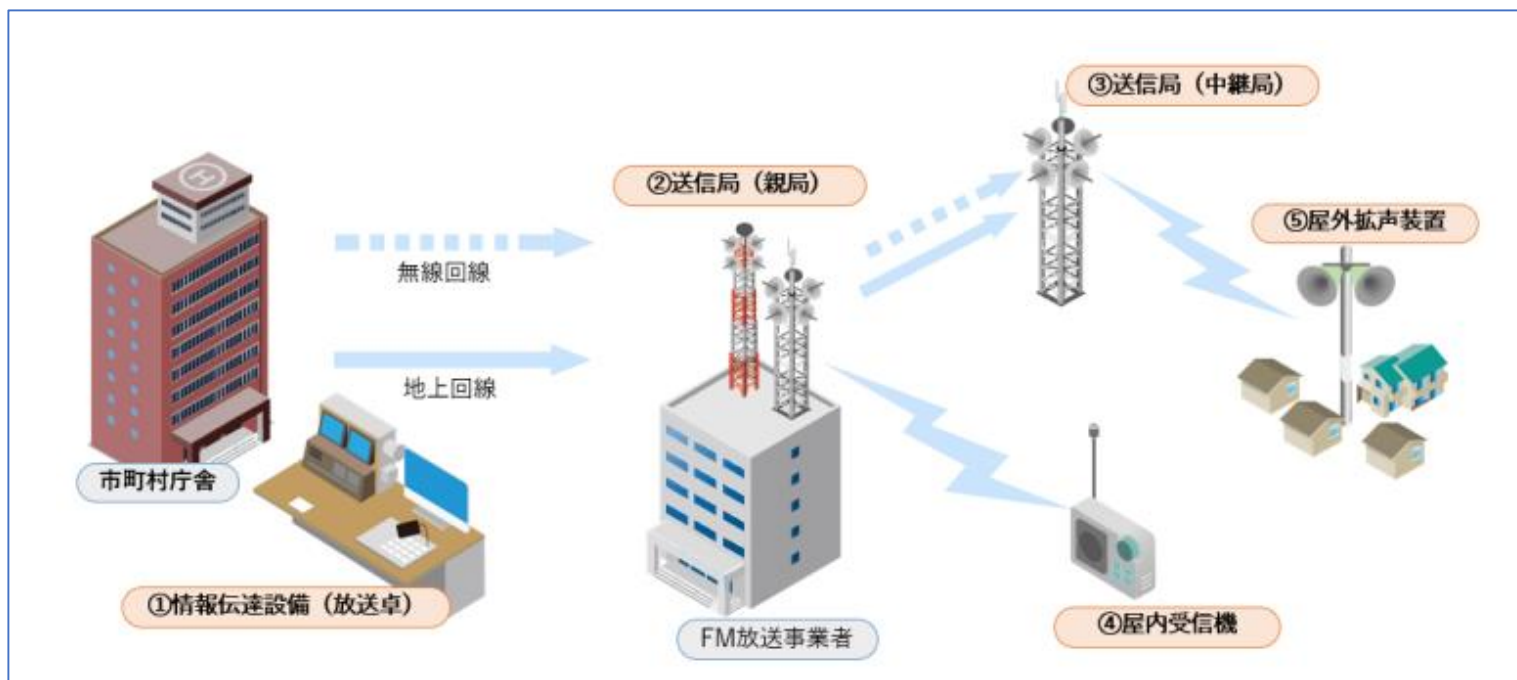 ③送信局（中継局）
②送信局（親局）
⑤屋外拡声装置
無線回線
地上回線
市町村庁舎
H
①情報伝達設備（放送卓）
④屋内受信機
FM放送事業者